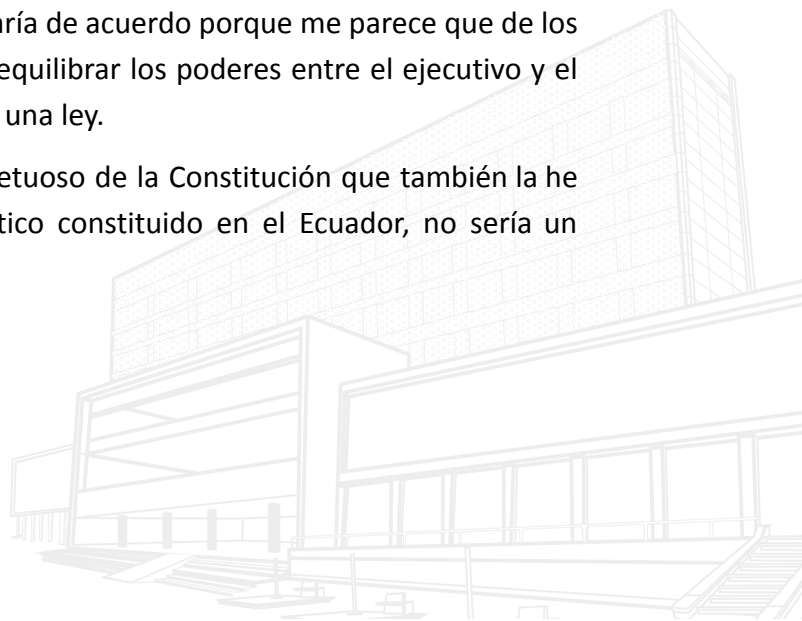 aría de acuerdo porque me parece que de los
equilibrar los poderes entre el ejecutivo y el
una ley.
etuoso de la Constitución que también la he
tico constituido en el Ecuador, no sería un